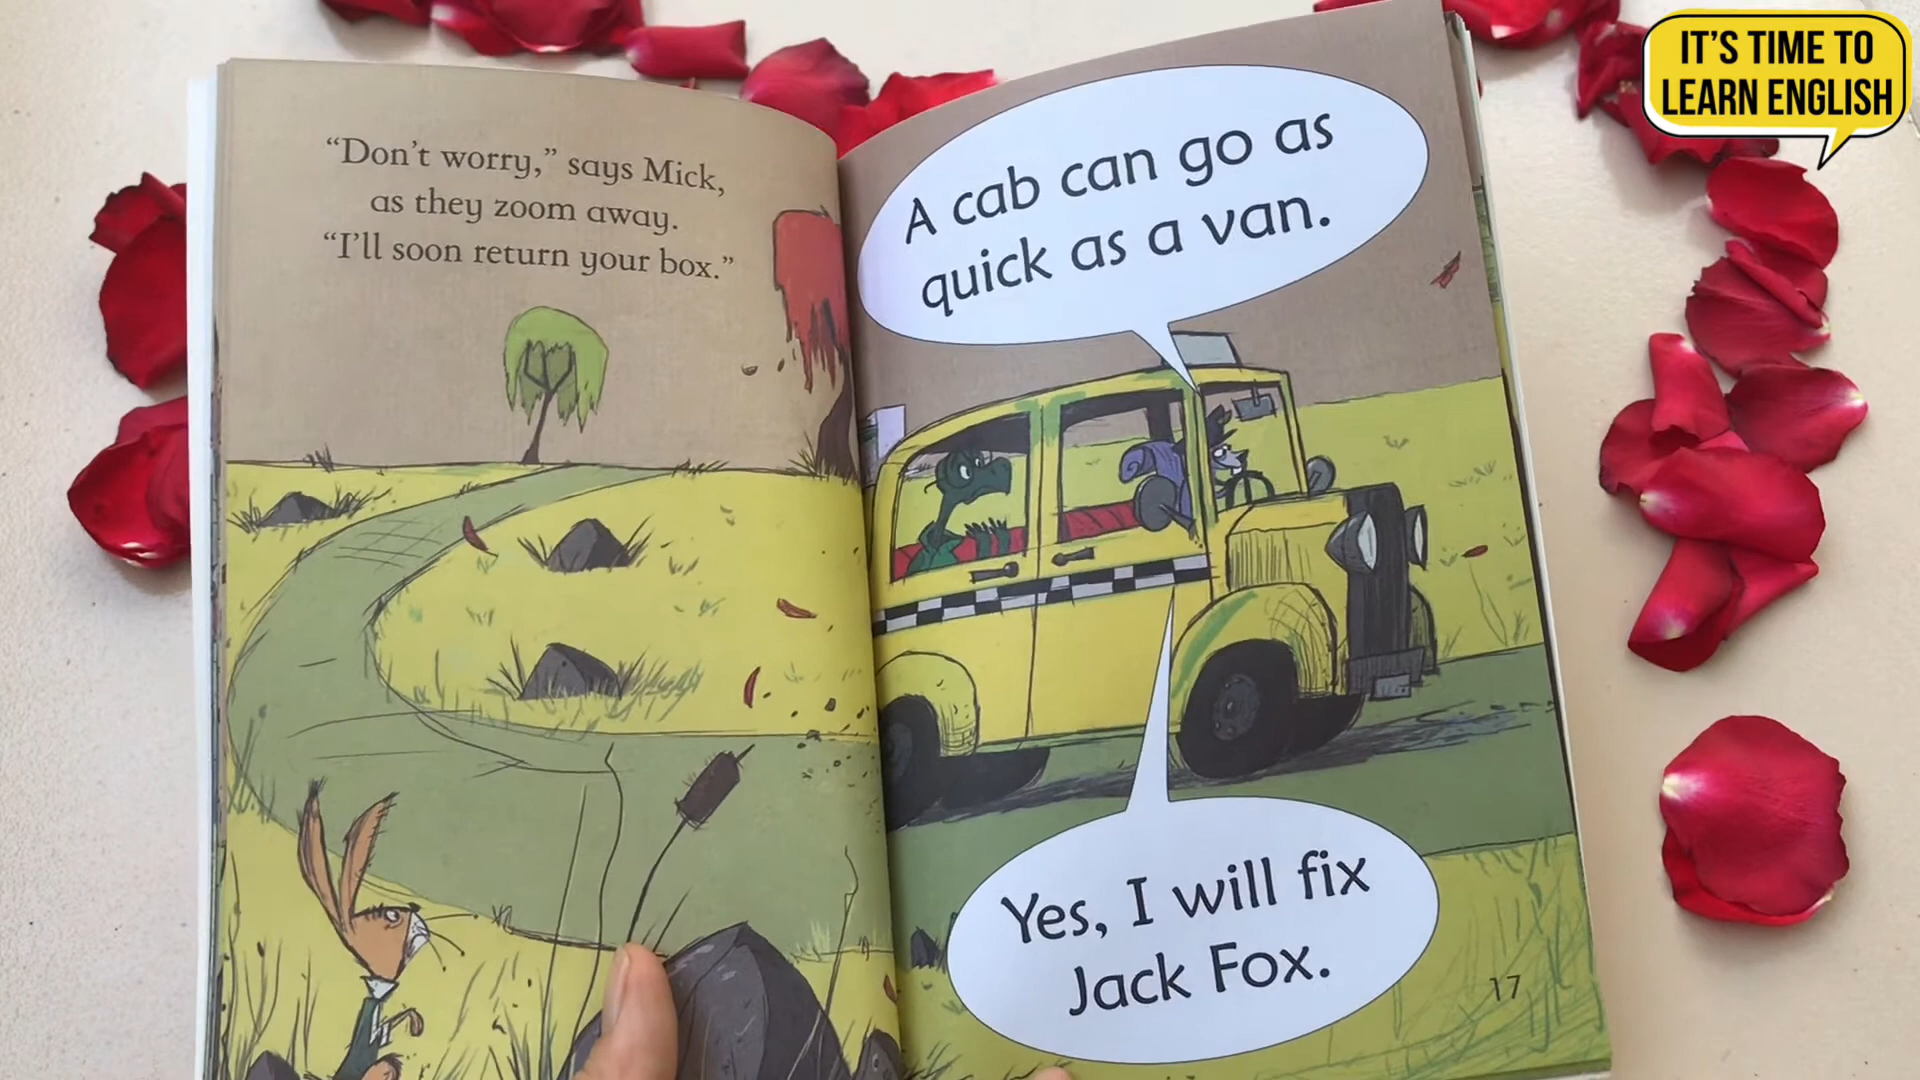 IT'S TIME TO
LEARN ENGLISH
“Don't worry,” says Mick,
as they zoom away.
“I'll soon return your box.”
A cab can go as
quick as a van.
Yes, I will fix
Jack Fox.
17